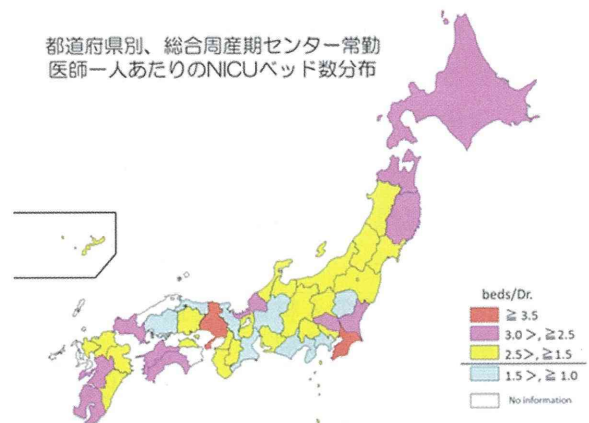 都道府県別、総合周産期センター常勤
医師一人あたりのNICUベッド数分布
beds/Dr.
≧ 3.5
3.0 >, ≧2.5
2.5 >, ≧1.5
1.5 >, ≧ 1.0
No information